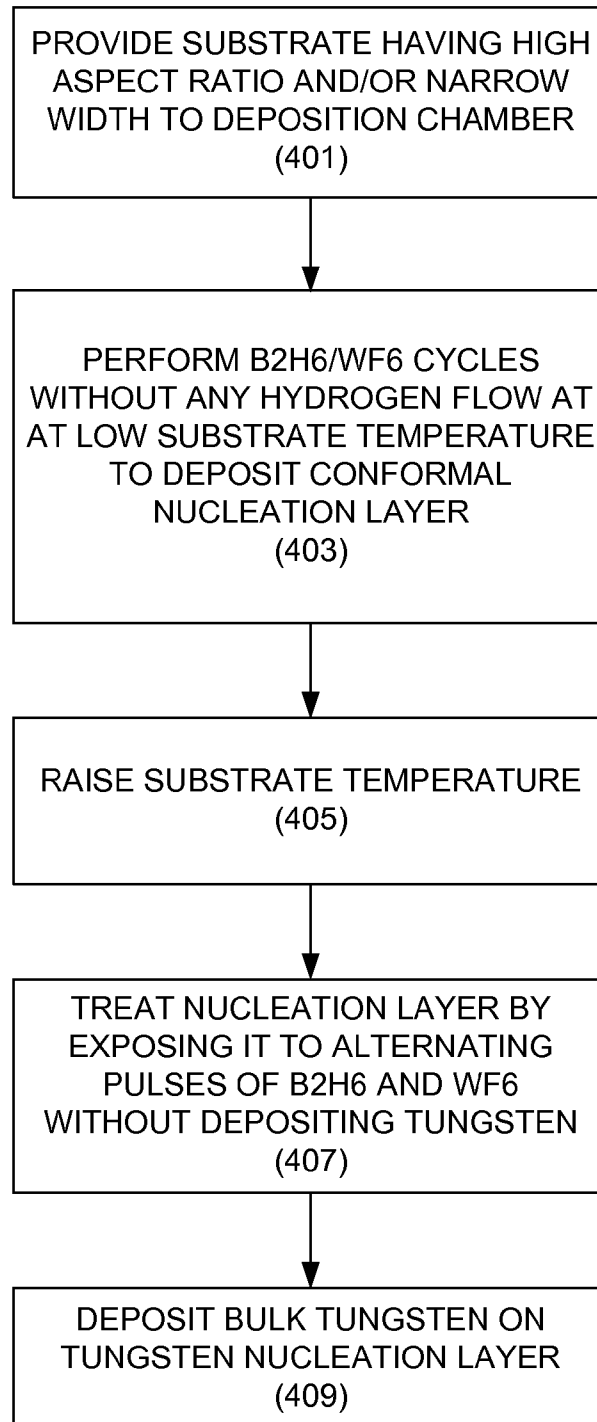 PROVIDE SUBSTRATE HAVING HIGH
ASPECT RATIO AND/OR NARROW
WIDTH TO DEPOSITION CHAMBER
(401)
PERFORM B2H6/WF6 CYCLES
WITHOUT ANY HYDROGEN FLOW AT
AT LOW SUBSTRATE TEMPERATURE
TO DEPOSIT CONFORMAL
NUCLEATION LAYER
(403)
RAISE SUBSTRATE TEMPERATURE
(405)
TREAT NUCLEATION LAYER BY
EXPOSING IT TO ALTERNATING
PULSES OF B2H6 AND WF6
WITHOUT DEPOSITING TUNGSTEN
(407)
DEPOSIT BULK TUNGSTEN ON
TUNGSTEN NUCLEATION LAYER
(409)